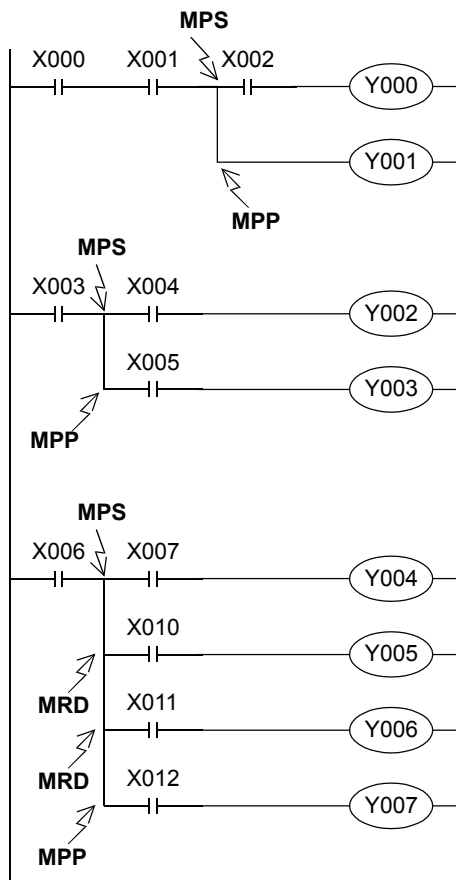 MPS
X000 X001 X002 Y000
Y001
MPP
MPS
X003 X004 Y002
X005 Y003
MPP
MPS
X006 X007 Y004
X010 Y005
MRD X011 Y006
MRD X012 Y007
MPP